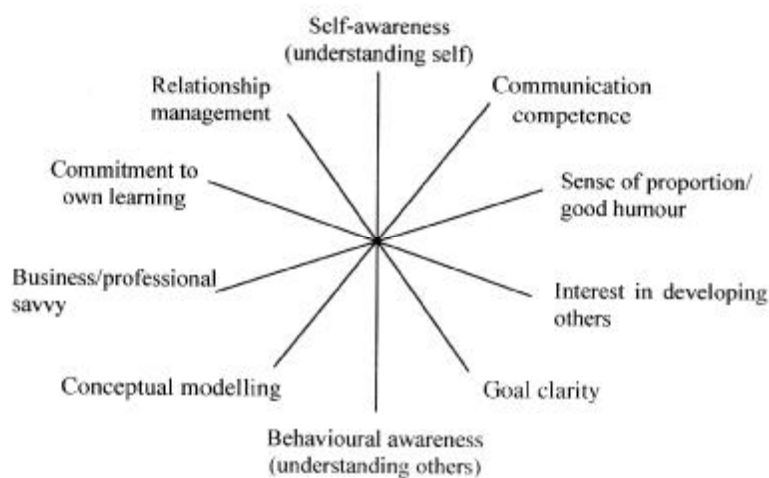 Self-awareness
(understanding self)
Relationship
management
Communication
competence
Commitment to
own learning
Sense of proportion/
good humour
Business/professional
savvy
Interest in developing
others
Conceptual modelling
Goal clarity
Behavioural awareness
(understanding others)